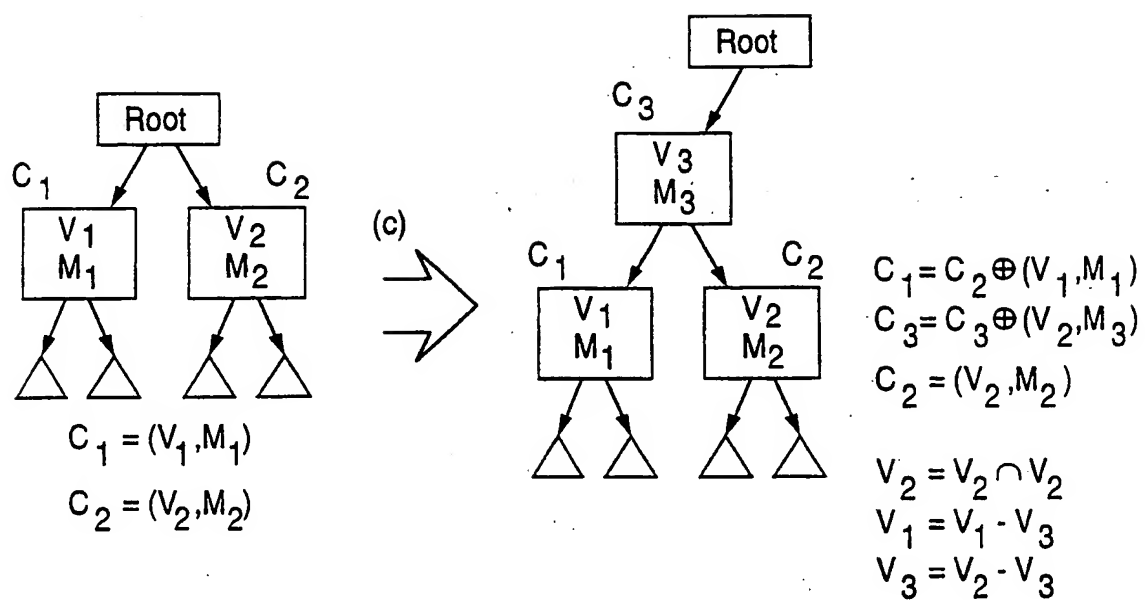 Root
C₁
C₂
V₁
M₁
V₂
M₂
C₁ = (V₁,M₁)
C₂ = (V₂,M₂)
(c)
Root
C₃
V₃
M₃
C₁
C₂
V₁
M₁
V₂
M₂
C₁ = C₂ ⊕ (V₁,M₁)
C₃ = C₃ ⊕ (V₂,M₃)
C₂ = (V₂,M₂)
V₂ = V₂ ∩ V₂
V₁ = V₁ - V₃
V₃ = V₂ - V₃